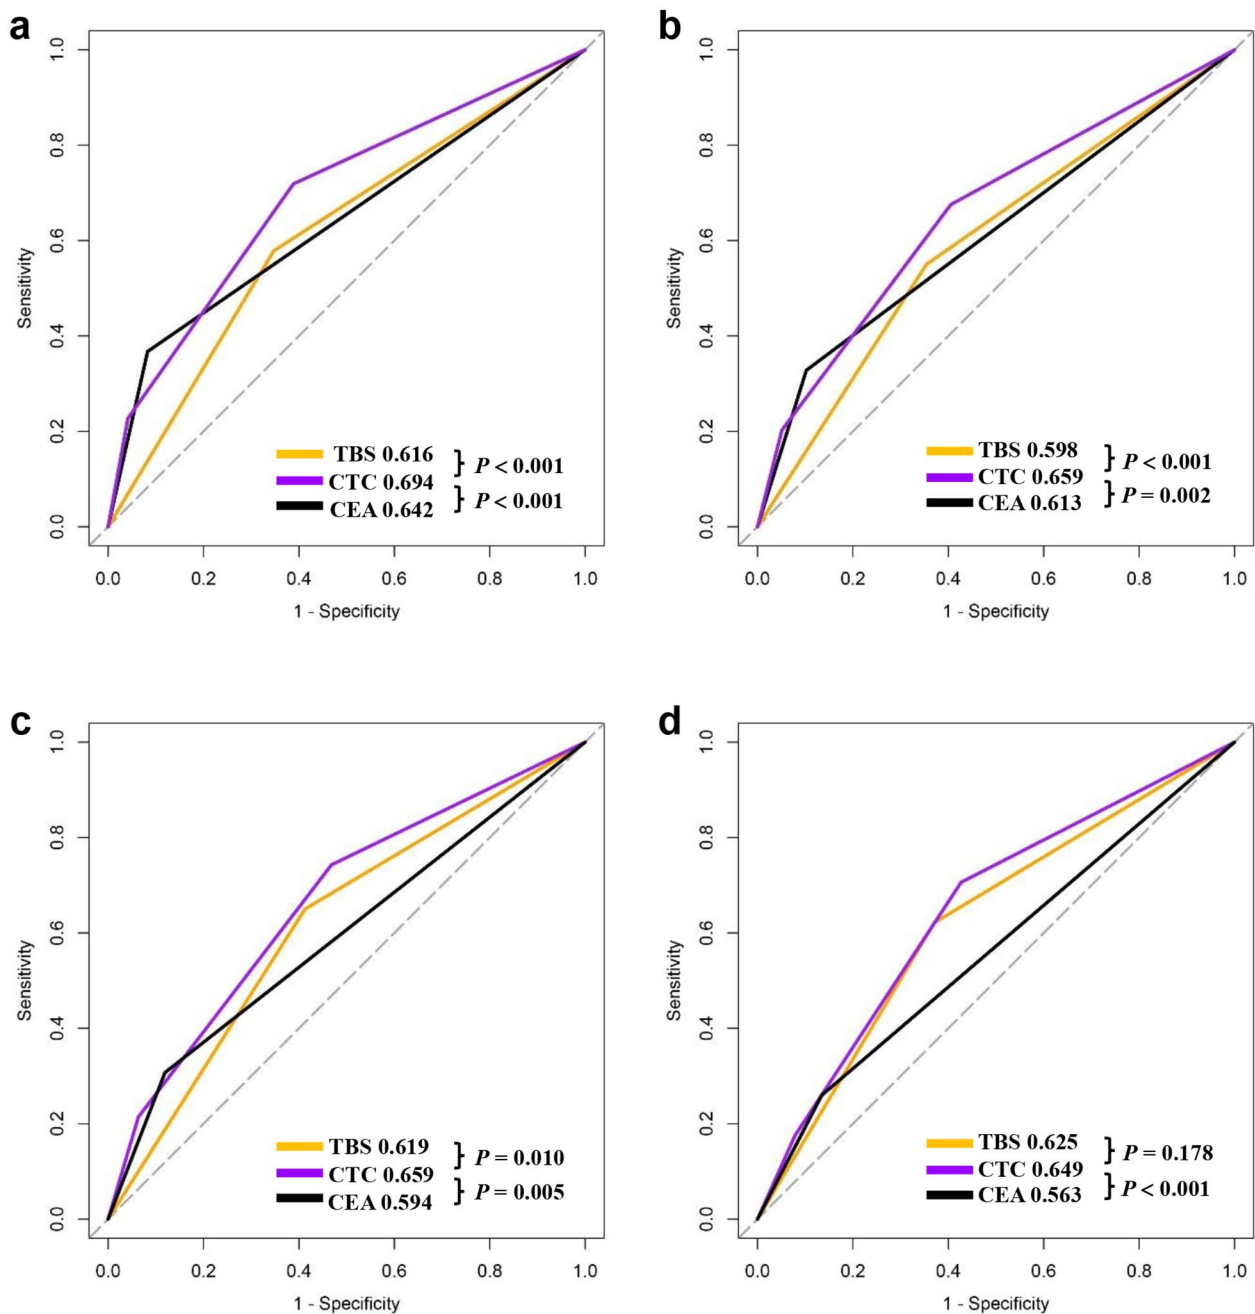 a
1.0
0.8
0.6
0.4
0.2
0.0
Sensitivity
TBS 0.616
CTC 0.694
CEA 0.642
} P < 0.001
} P < 0.001
0.0 0.2 0.4 0.6 0.8 1.0
1 - Specificity
b
1.0
0.8
0.6
0.4
0.2
0.0
Sensitivity
TBS 0.598
CTC 0.659
CEA 0.613
} P < 0.001
} P = 0.002
0.0 0.2 0.4 0.6 0.8 1.0
1 - Specificity
c
1.0
0.8
0.6
0.4
0.2
0.0
Sensitivity
TBS 0.619
CTC 0.659
CEA 0.594
} P = 0.010
} P = 0.005
0.0 0.2 0.4 0.6 0.8 1.0
1 - Specificity
d
1.0
0.8
0.6
0.4
0.2
0.0
Sensitivity
TBS 0.625
CTC 0.649
CEA 0.563
} P = 0.178
} P < 0.001
0.0 0.2 0.4 0.6 0.8 1.0
1 - Specificity